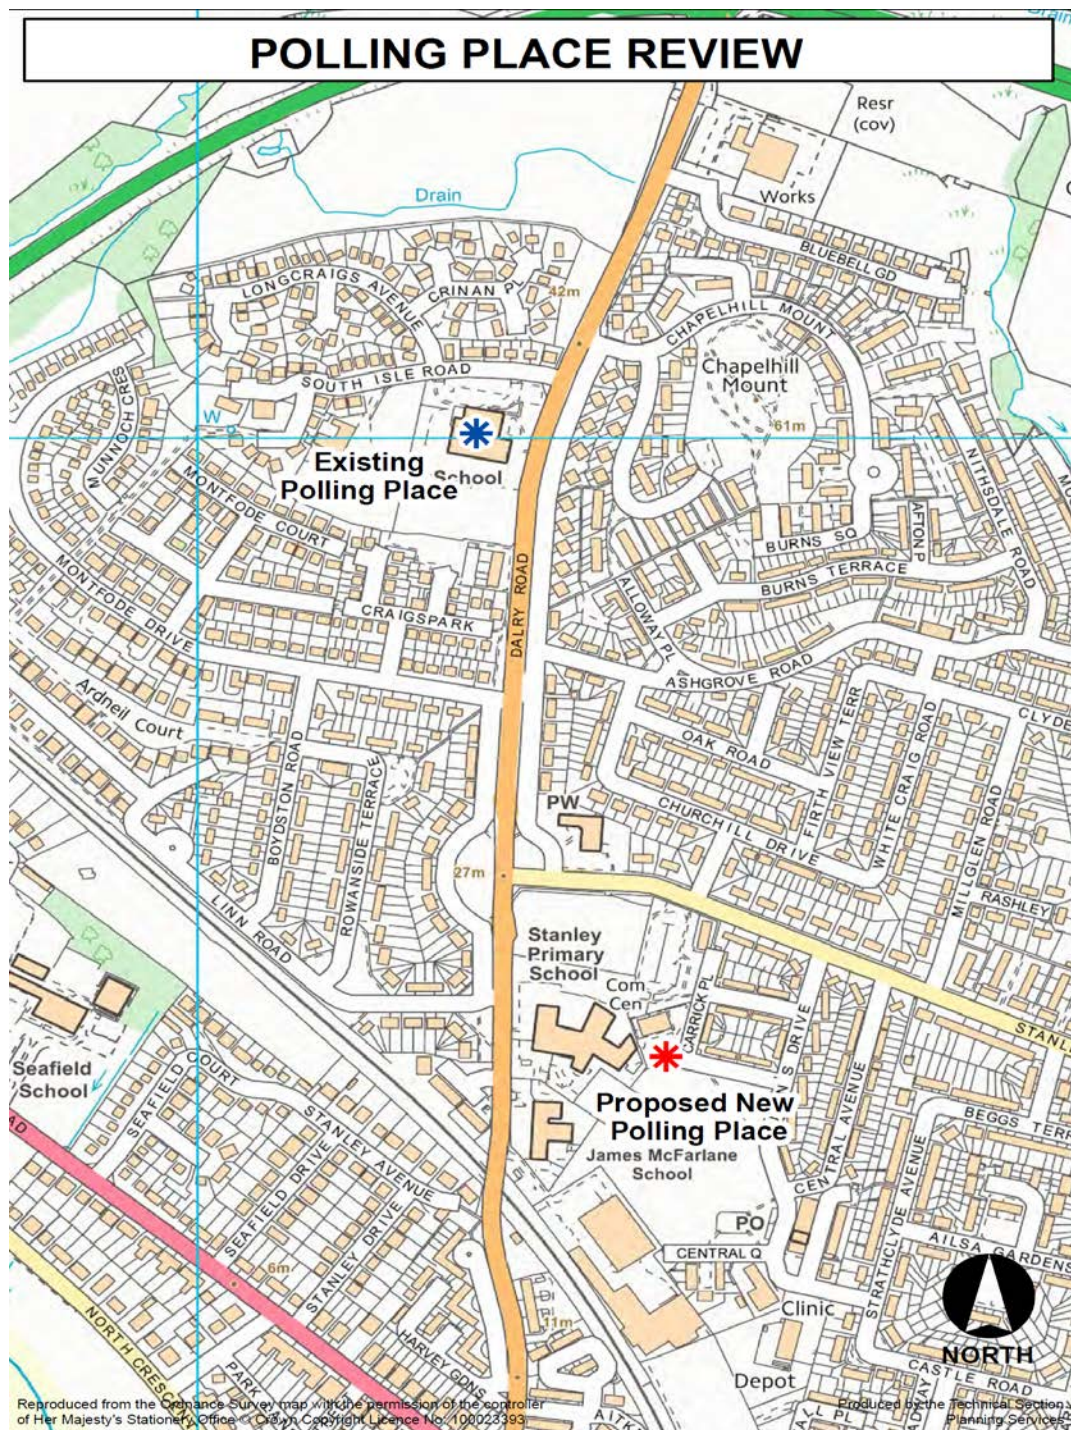 Drain
POLLING PLACE REVIEW
Resr
(cov)
Works
Drain
BLUEBELL GD
LONGCRAIGS AVENUE
CRINAN PL
42m
CHAPELHILL MOUNT
Chapelhill
Mount
61m
SOUTH ISLE ROAD
MUNNOCH CRES
W
Existing
Polling Place
School
MONTFODE COURT
NITHSDALE ROAD
AFTON P
BURNS SQ
BURNS TERRACE
MONTFODE DRIVE
CRAIGSPARK
DALRY ROAD
ALLOWAY PL
ASHGROVE ROAD
Ardneil Court
CLYDE
OAK ROAD
FIRTH VIEW TERR
WHITE CRAIG ROAD
MILLGLEN ROAD
BOYDSTON ROAD
ROWANSIDE TERRACE
PW
CHURCHILL DRIVE
27m
RASHLEY
LINN ROAD
Stanley
Primary
School
Com
Cen
CARRICK PL
N'S DRIVE
STANL
Seafield
School
SEAFIELD COURT
STANLEY AVENUE
Proposed New
Polling Place
James McFarlane
School
CENTRAL AVENUE
BEGGS TERR
STRATHCLYDE AVENUE
AD
SEAFIELD DRIVE
STANLEY DRIVE
PO
CENTRAL Q
AILSA GARDENS
6m
Clinic
11m
NORTH
NORTH CRESC
HARVEY GDNS
PARK
Depot
CASTLE ROAD
AITK
Reproduced from the Ordnance Survey map with the permission of the controller
of Her Majesty's Stationery Office © Crown Copyright Licence No. 100023393
Produced by the Technical Section
Planning Services